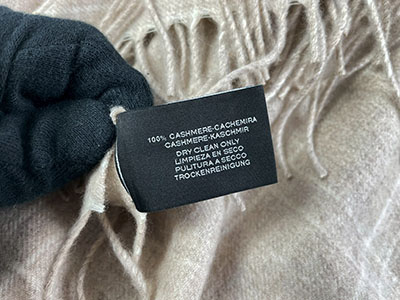 100% CASHMERE-CACHEMIRA
CASHMERE-KASCHMIR
DRY CLEAN ONLY
LIMPIEZA EN SECO
PULITURA A SECCO
TROCKENREINIGUNG